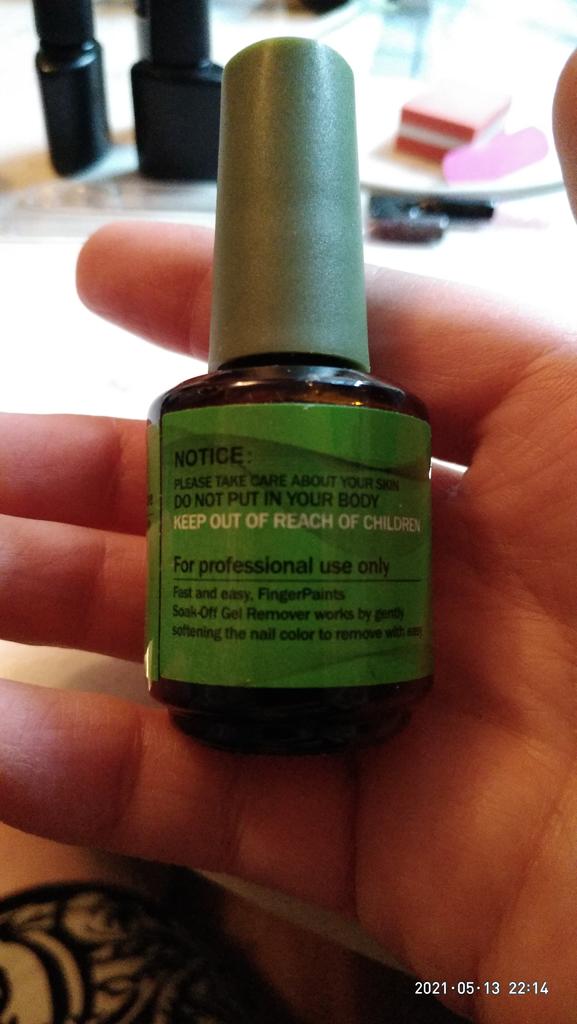 NOTICE:
PLEASE TAKE CARE ABOUT YOUR SKIN
DO NOT PUT IN YOUR BODY
KEEP OUT OF REACH OF CHILDREN
For professional use only
Fast and easy, FingerPaints
Soak-Off Gel Remover works by gently
softening the nail color to remove with easy
2021·05·13 22:14